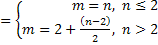 = { m = n, n ≤ 2
m = 2 + (n−2)/2, n > 2